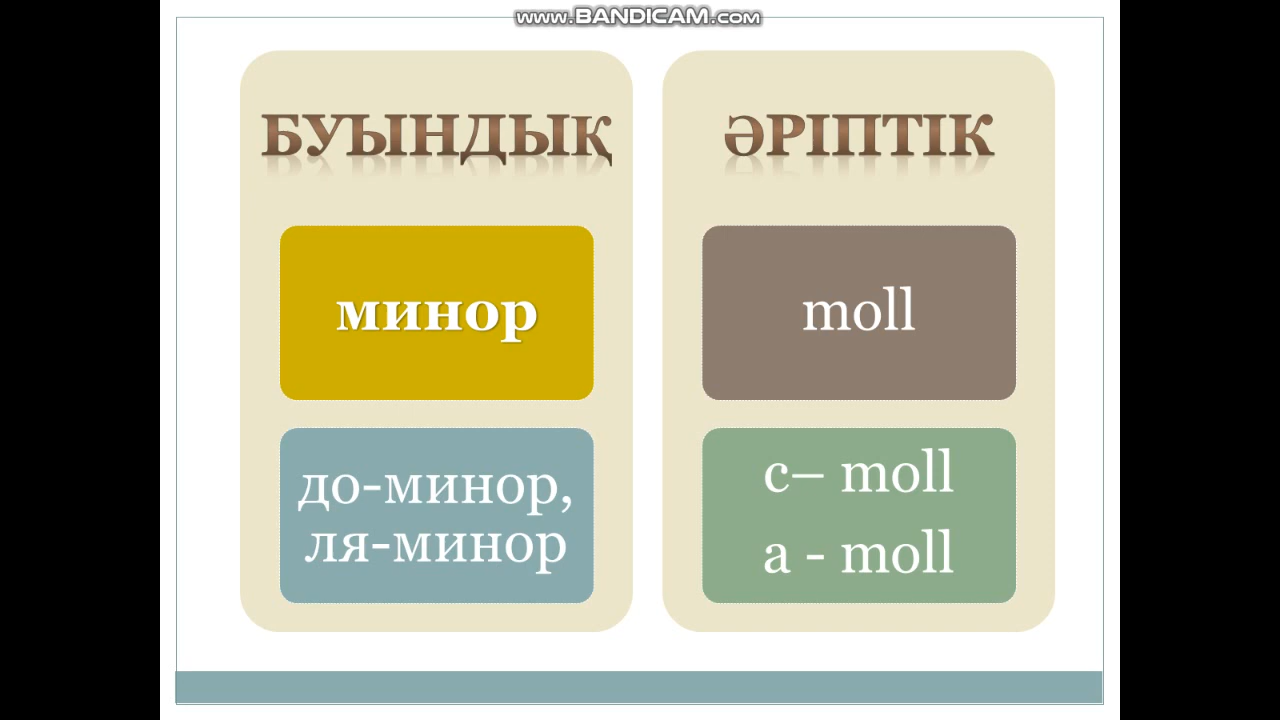 www.BANDICAM.com
БУЫНДЫҚ
минор
до-минор,
ля-минор
ӘРІПТІК
moll
c– moll
a - moll